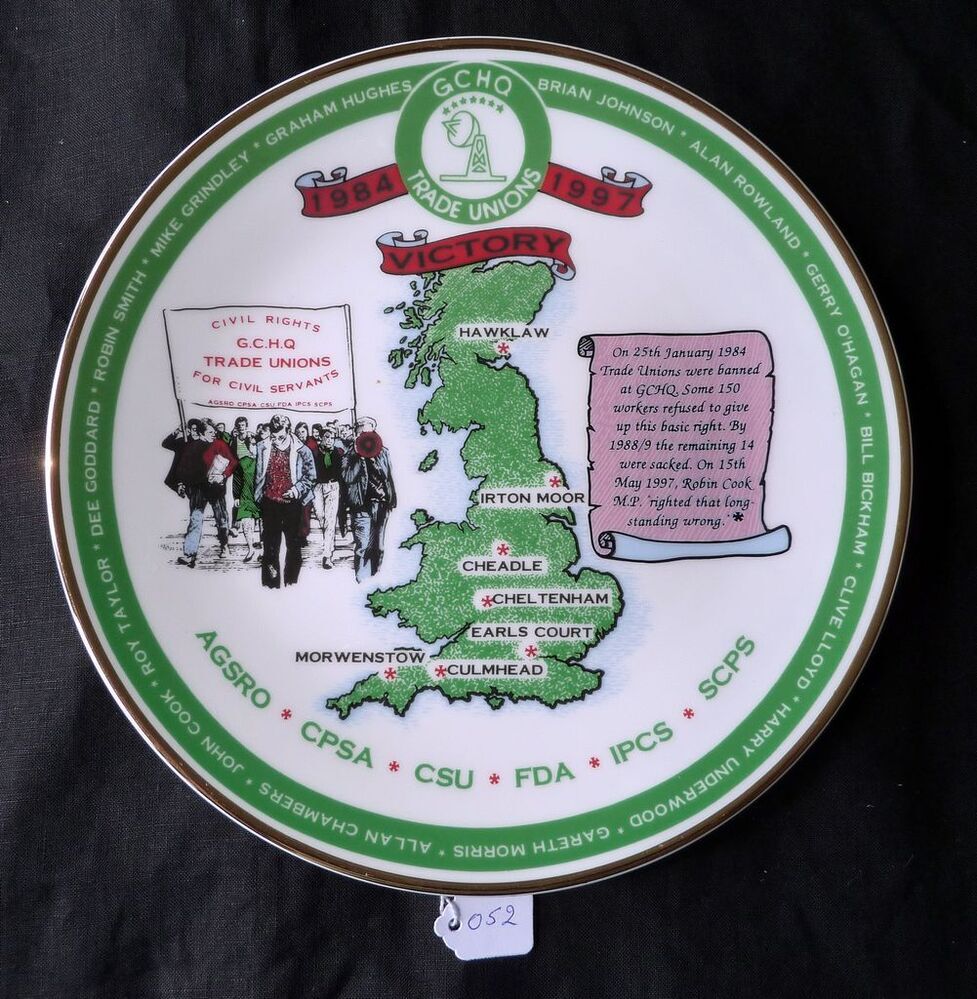 GCHQ
TRADE UNIONS
1984
1997
VICTORY
BRIAN JOHNSON * ALAN ROWLAND * GERRY O'HAGAN * BILL BICKHAM * CLIVE LLOYD * HARRY UNDERWOOD * GARETH MORRIS * ALLAN CHAMBERS * JOHN COOK * ROY TAYLOR * DEE GODDARD * ROBIN SMITH * MIKE GRINDLEY * GRAHAM HUGHES
CIVIL RIGHTS
G.C.H.Q
TRADE UNIONS
FOR CIVIL SERVANTS
AGSRO CPSA CSU FDA IPCS SCPS
HAWKLAW
IRTON MOOR
CHEADLE
CHELTENHAM
EARLS COURT
MORWENSTOW
CULMHEAD
On 25th January 1984
Trade Unions were banned
at GCHQ. Some 150
workers refused to give
up this basic right. By
1988/9 the remaining 14
were sacked. On 15th
May 1997, Robin Cook
M.P. 'righted that long-
standing wrong.' *
AGSRO * CPSA * CSU * FDA * IPCS * SCPS
052